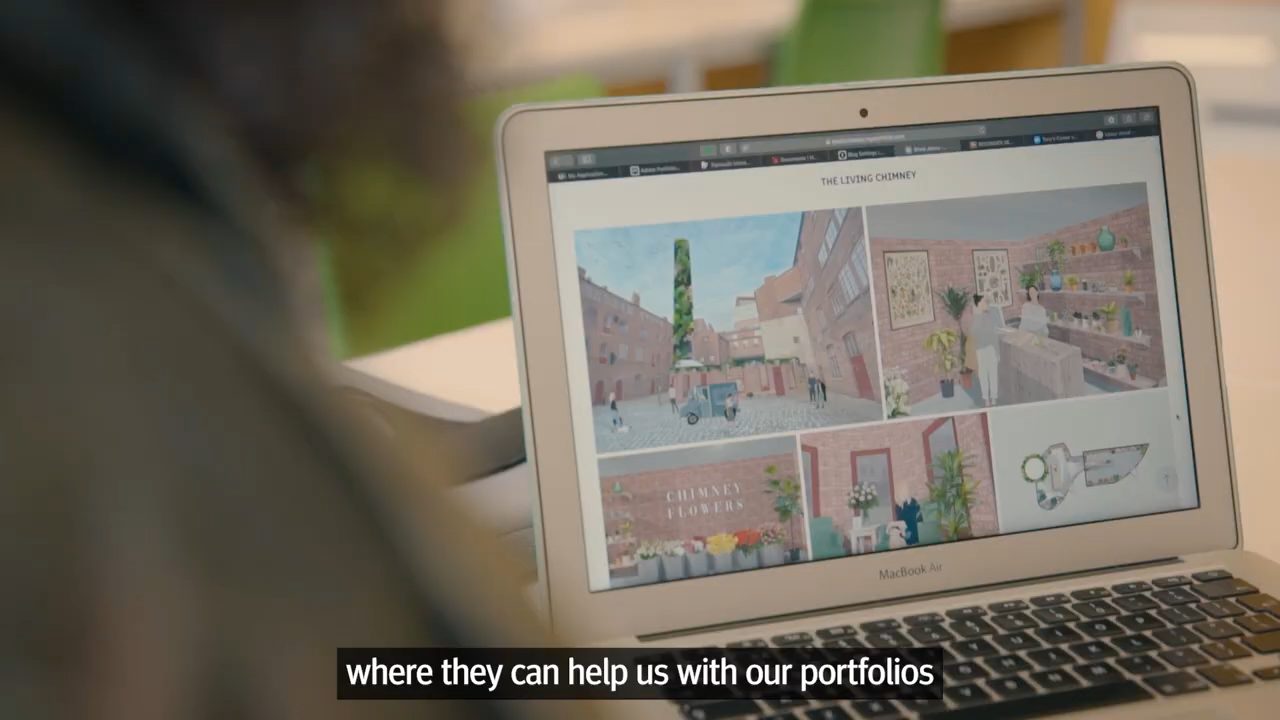 THE LIVING CHIMNEY
CHIMNEY
FLOWERS
MacBook Air
where they can help us with our portfolios